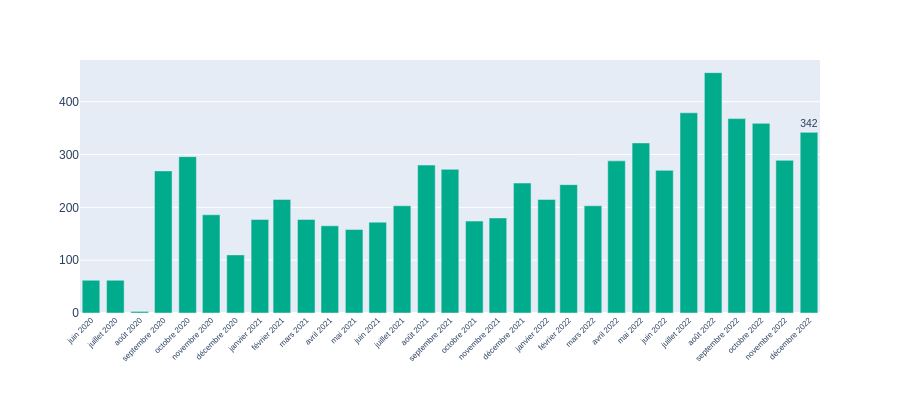 400
300
200
100
0
342
juin 2020
juillet 2020
août 2020
septembre 2020
octobre 2020
novembre 2020
décembre 2020
janvier 2021
février 2021
mars 2021
avril 2021
mai 2021
juin 2021
juillet 2021
août 2021
septembre 2021
octobre 2021
novembre 2021
décembre 2021
janvier 2022
février 2022
mars 2022
avril 2022
mai 2022
juin 2022
juillet 2022
août 2022
septembre 2022
octobre 2022
novembre 2022
décembre 2022